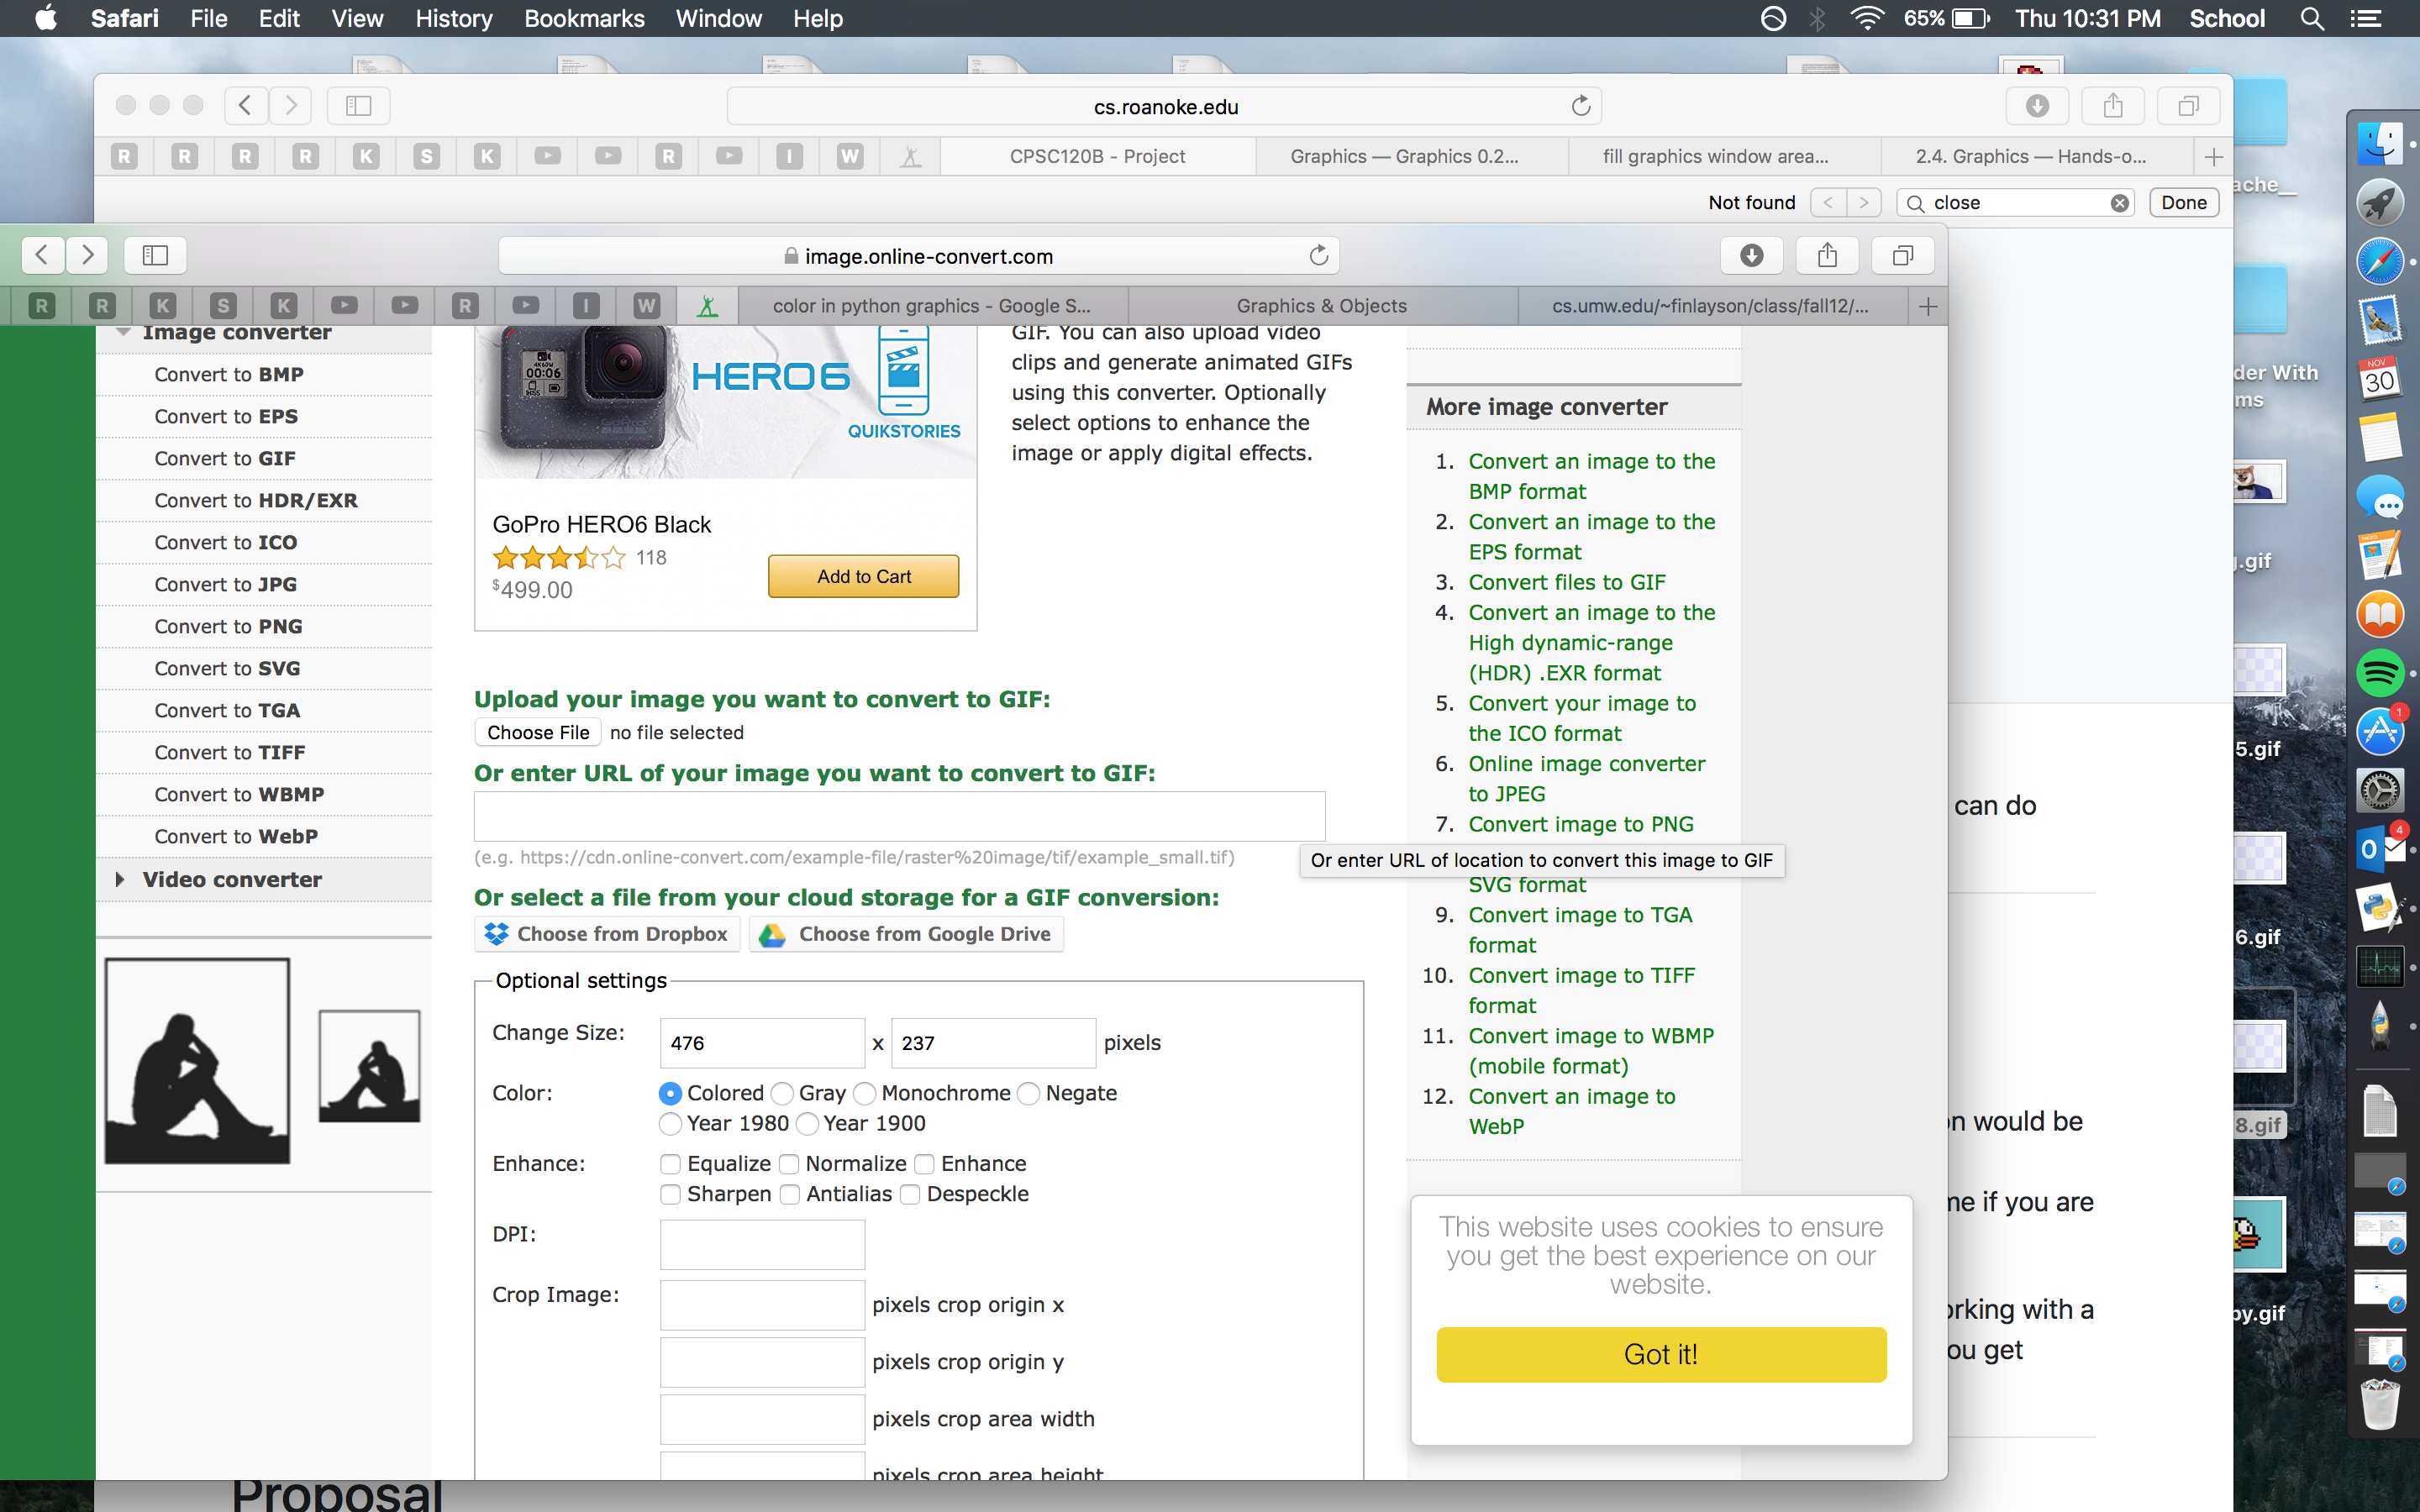 Safari File Edit View History Bookmarks Window Help 65% Thu 10:31 PM School
cs.roanoke.edu
R R R R K S K R I W CPSC120B - Project Graphics — Graphics 0.2... fill graphics window area... 2.4. Graphics — Hands-o...
Not found close Done
image.online-convert.com
R R K S K R I W color in python graphics - Google S... Graphics & Objects cs.umw.edu/~finlayson/class/fall12/...
Image converter
Convert to BMP
Convert to EPS
Convert to GIF
Convert to HDR/EXR
Convert to ICO
Convert to JPG
Convert to PNG
Convert to SVG
Convert to TGA
Convert to TIFF
Convert to WBMP
Convert to WebP
Video converter
00:06
HERO6
QUIKSTORIES
GoPro HERO6 Black
118
$499.00
Add to Cart
GIF. You can also upload video
clips and generate animated GIFs
using this converter. Optionally
select options to enhance the
image or apply digital effects.
Upload your image you want to convert to GIF:
Choose File no file selected
Or enter URL of your image you want to convert to GIF:
(e.g. https://cdn.online-convert.com/example-file/raster%20image/tif/example_small.tif)
Or select a file from your cloud storage for a GIF conversion:
Choose from Dropbox Choose from Google Drive
Optional settings
Change Size: 476 x 237 pixels
Color: Colored Gray Monochrome Negate
Year 1980 Year 1900
Enhance: Equalize Normalize Enhance
Sharpen Antialias Despeckle
DPI:
Crop Image: pixels crop origin x
pixels crop origin y
pixels crop area width
pixels crop area height
More image converter
1. Convert an image to the
BMP format
2. Convert an image to the
EPS format
3. Convert files to GIF
4. Convert an image to the
High dynamic-range
(HDR) .EXR format
5. Convert your image to
the ICO format
6. Online image converter
to JPEG
7. Convert image to PNG
Or enter URL of location to convert this image to GIF
SVG format
9. Convert image to TGA
format
10. Convert image to TIFF
format
11. Convert image to WBMP
(mobile format)
12. Convert an image to
WebP
This website uses cookies to ensure
you get the best experience on our
website.
Got it!
can do
on would be
me if you are
orking with a
ou get
Proposal
ache__
der With
ms
g.gif
5.gif
6.gif
8.gif
py.gif
NOV
30
PAGES
1
4